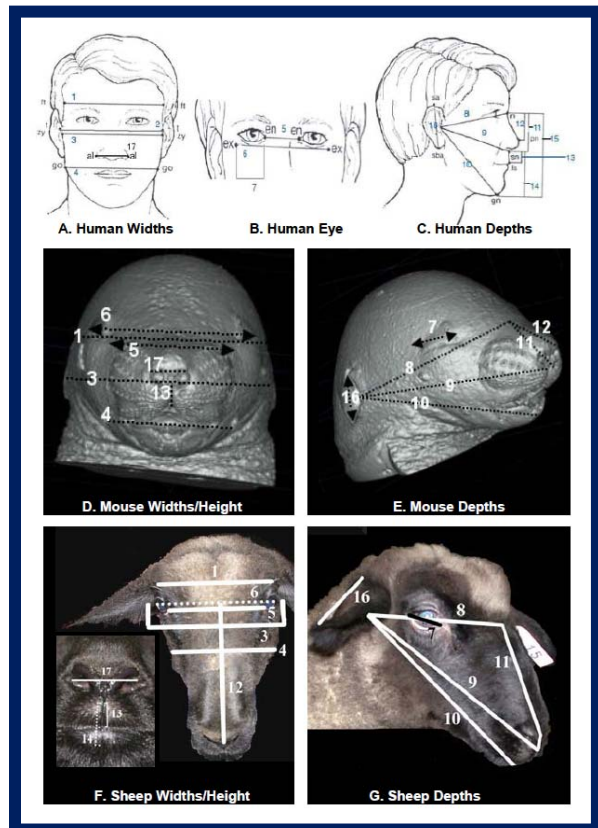 1
ft
ft
2
zy
zy
3
17
al
al
go
go
4
A. Human Widths
en
5
en
ex
ex
6
7
B. Human Eye
sa
8
n
16
12
11
9
prn
15
sba
sn
13
ls
10
14
gn
C. Human Depths
6
1
5
17
3
13
4
D. Mouse Widths/Height
7
12
11
8
9
16
10
E. Mouse Depths
1
6
5
3
4
12
17
13
14
F. Sheep Widths/Height
16
8
7
11
9
10
G. Sheep Depths